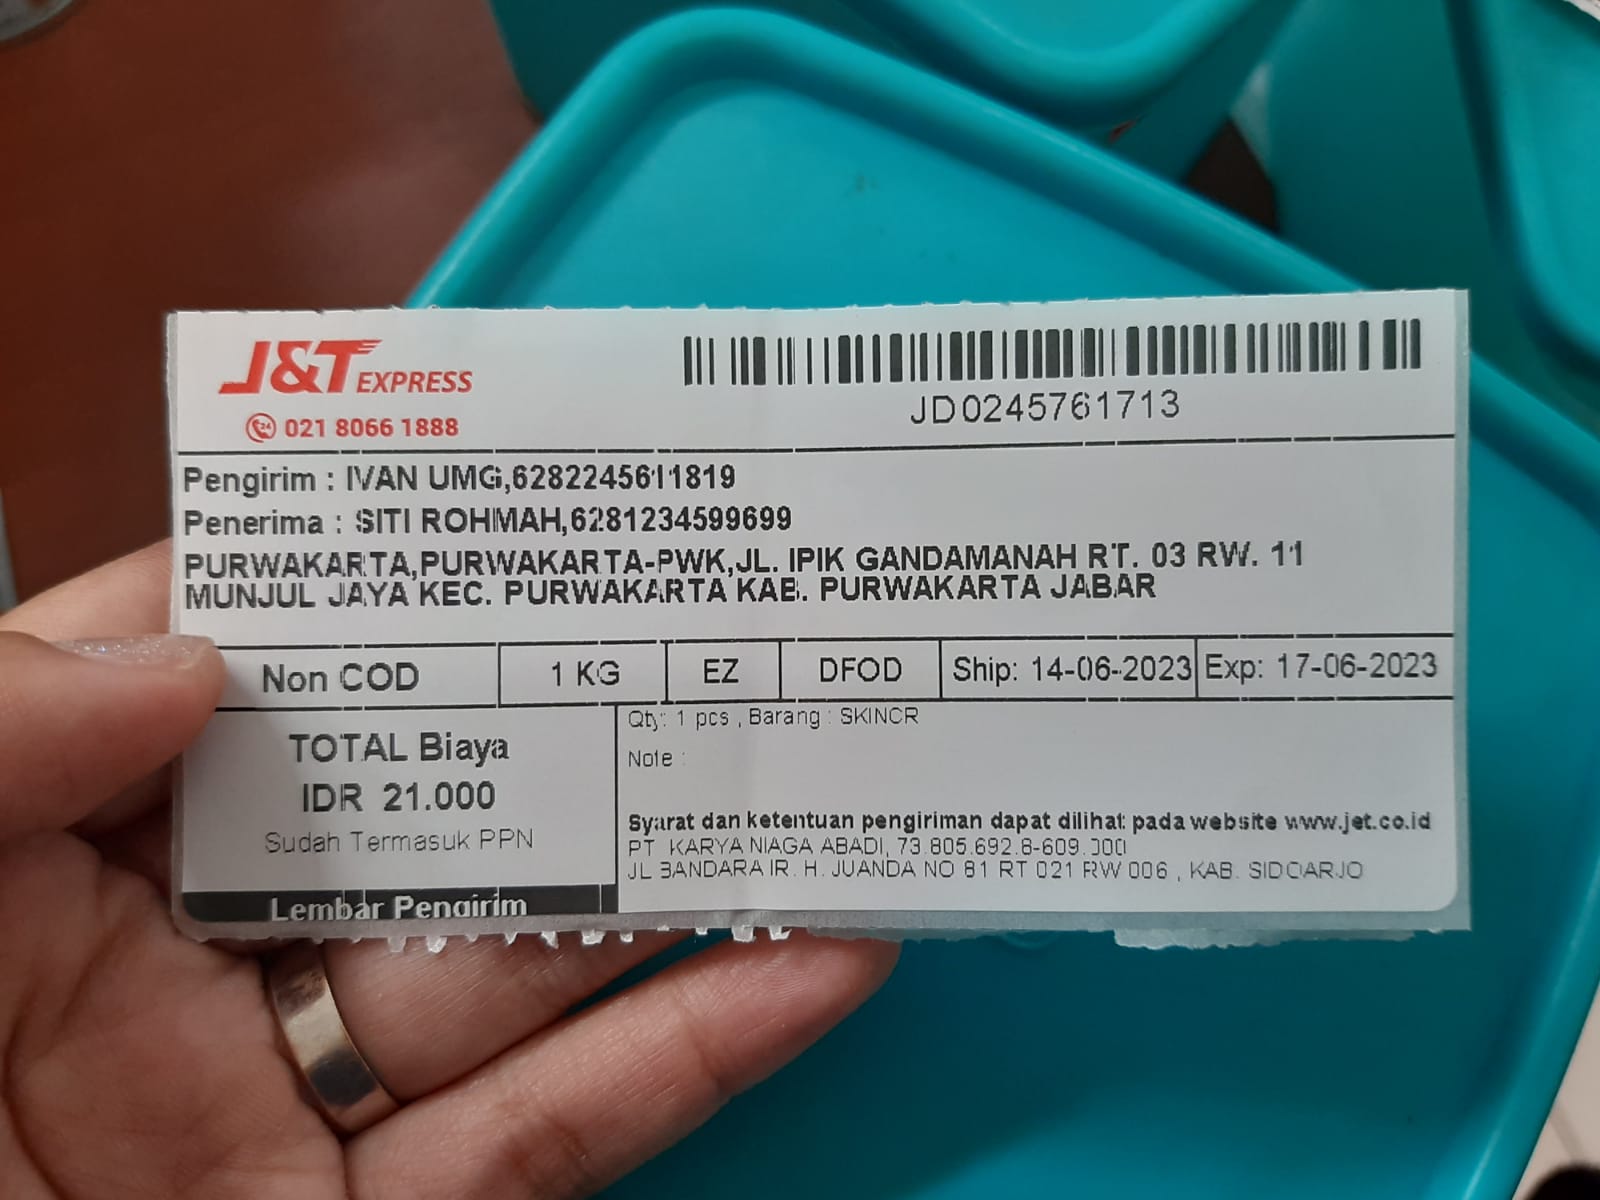 J&T EXPRESS
021 8066 1888
JD0245761713
Pengirim : IVAN UMG,6282245611819
Penerima : SITI ROHMAH,6281234599699
PURWAKARTA,PURWAKARTA-PWK,JL. IPIK GANDAMANAH RT. 03 RW. 11
MUNJUL JAYA KEC. PURWAKARTA KAB. PURWAKARTA JABAR
Non COD 1 KG EZ DFOD Ship: 14-06-2023 Exp: 17-06-2023
TOTAL Biaya
IDR 21.000
Sudah Termasuk PPN
Lembar Pengirim
Qty: 1 pcs , Barang : SKINCR
Note :
Syarat dan ketentuan pengiriman dapat dilihat pada website www.jet.co.id
PT. KARYA NIAGA ABADI, 73.805.692.8-609.000
JL BANDARA IR. H. JUANDA NO 81 RT 021 RW 006 , KAB. SIDOARJO